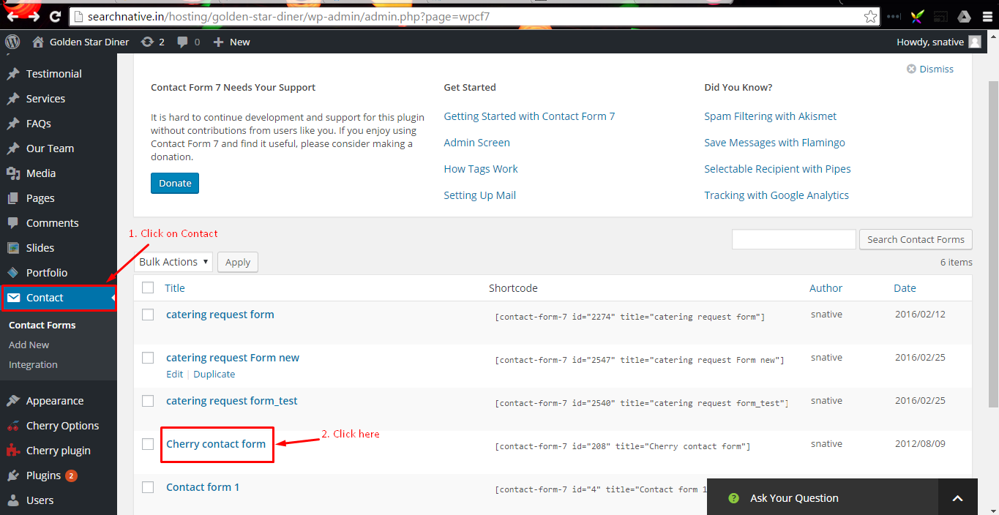 searchnative.in/hosting/golden-star-diner/wp-admin/admin.php?page=wpcf7
Golden Star Diner 2 0 New Howdy, snative
Testimonial
Services
FAQs
Our Team
Media
Pages
Comments
Slides
Portfolio
Contact
Contact Forms
Add New
Integration
Appearance
Cherry Options
Cherry plugin
Plugins 2
Users
Dismiss
Contact Form 7 Needs Your Support
It is hard to continue development and support for this plugin
without contributions from users like you. If you enjoy using
Contact Form 7 and find it useful, please consider making a
donation.
Donate
Get Started
Getting Started with Contact Form 7
Admin Screen
How Tags Work
Setting Up Mail
Did You Know?
Spam Filtering with Akismet
Save Messages with Flamingo
Selectable Recipient with Pipes
Tracking with Google Analytics
1. Click on Contact
Search Contact Forms
Bulk Actions Apply
6 items
Title Shortcode Author Date
catering request form [contact-form-7 id="2274" title="catering request form"] snative 2016/02/12
catering request Form new [contact-form-7 id="2547" title="catering request Form new"] snative 2016/02/25
Edit | Duplicate
catering request form_test [contact-form-7 id="2540" title="catering request form_test"] snative 2016/02/25
2. Click here
Cherry contact form [contact-form-7 id="208" title="Cherry contact form"] snative 2012/08/09
Contact form 1 [contact-form-7 id="4" title="Contact form 1
? Ask Your Question